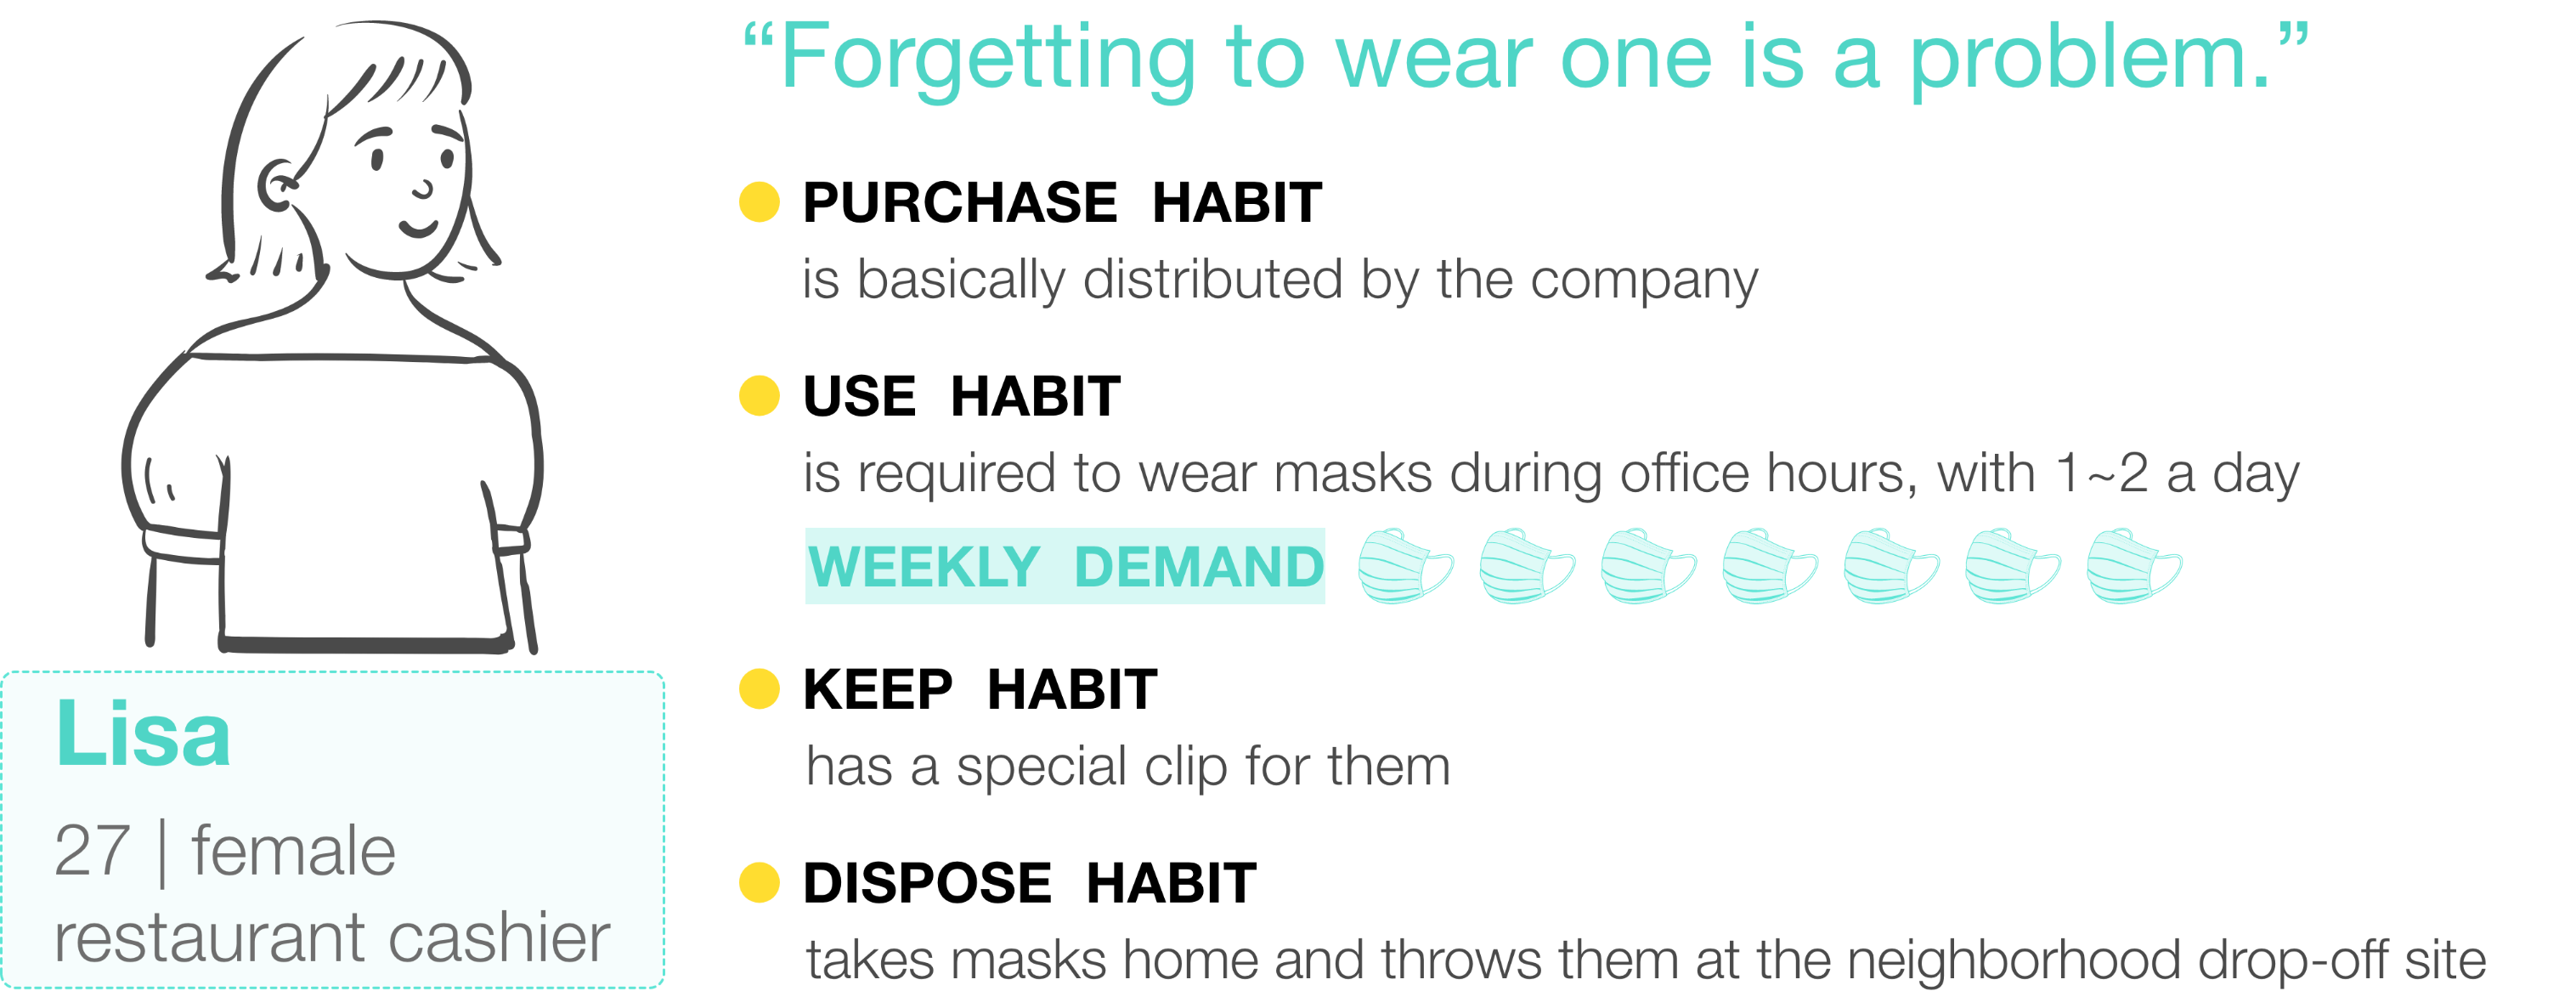 “Forgetting to wear one is a problem.”
PURCHASE HABIT
is basically distributed by the company
USE HABIT
is required to wear masks during office hours, with 1~2 a day
WEEKLY DEMAND
KEEP HABIT
has a special clip for them
DISPOSE HABIT
takes masks home and throws them at the neighborhood drop-off site
Lisa
27 | female
restaurant cashier